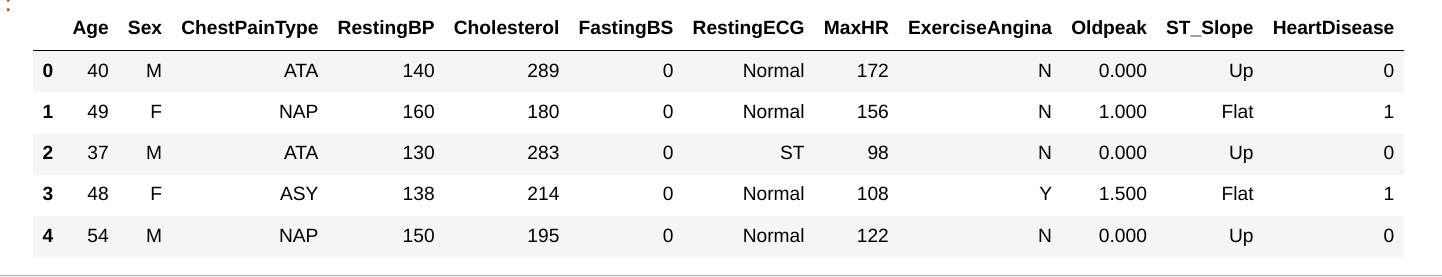 Age Sex ChestPainType RestingBP Cholesterol FastingBS RestingECG MaxHR ExerciseAngina Oldpeak ST_Slope HeartDisease
0 40 M ATA 140 289 0 Normal 172 N 0.000 Up 0
1 49 F NAP 160 180 0 Normal 156 N 1.000 Flat 1
2 37 M ATA 130 283 0 ST 98 N 0.000 Up 0
3 48 F ASY 138 214 0 Normal 108 Y 1.500 Flat 1
4 54 M NAP 150 195 0 Normal 122 N 0.000 Up 0